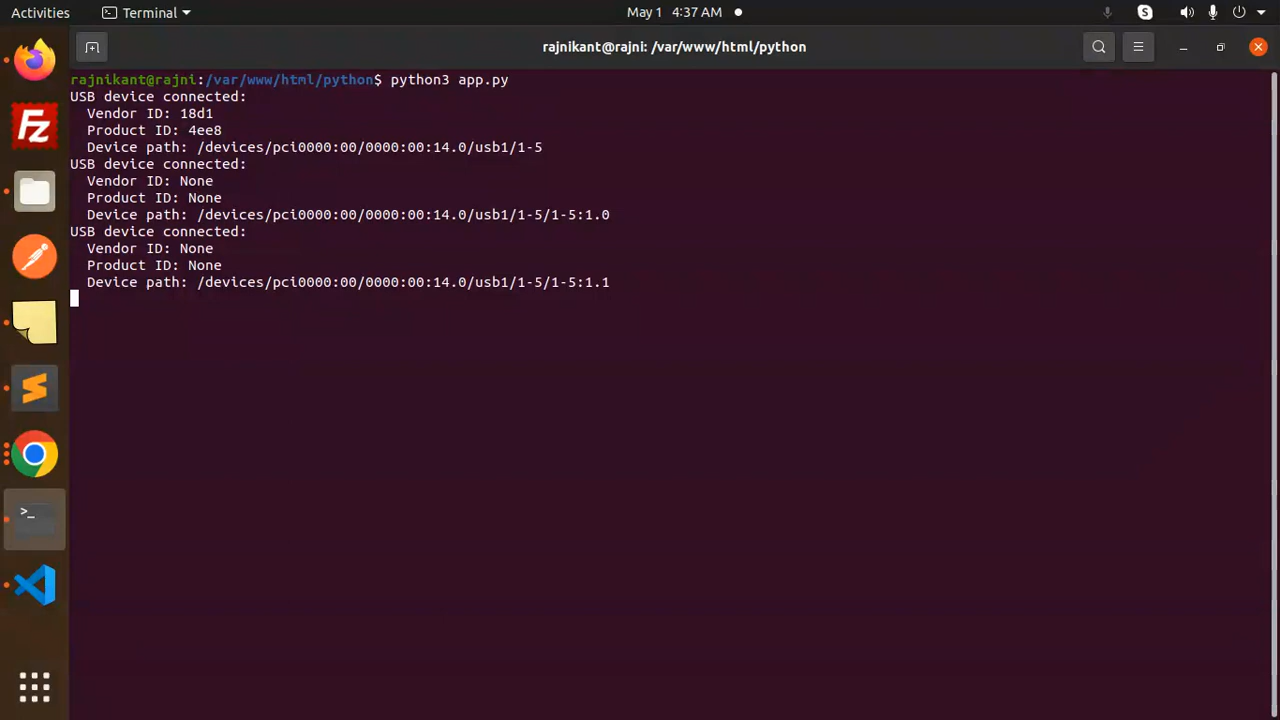 Activities
Terminal
May 1 4:37 AM
rajnikant@rajni: /var/www/html/python
rajnikant@rajni:/var/www/html/python$ python3 app.py
USB device connected:
  Vendor ID: 18d1
  Product ID: 4ee8
  Device path: /devices/pci0000:00/0000:00:14.0/usb1/1-5
USB device connected:
  Vendor ID: None
  Product ID: None
  Device path: /devices/pci0000:00/0000:00:14.0/usb1/1-5/1-5:1.0
USB device connected:
  Vendor ID: None
  Product ID: None
  Device path: /devices/pci0000:00/0000:00:14.0/usb1/1-5/1-5:1.1
Fz
>_